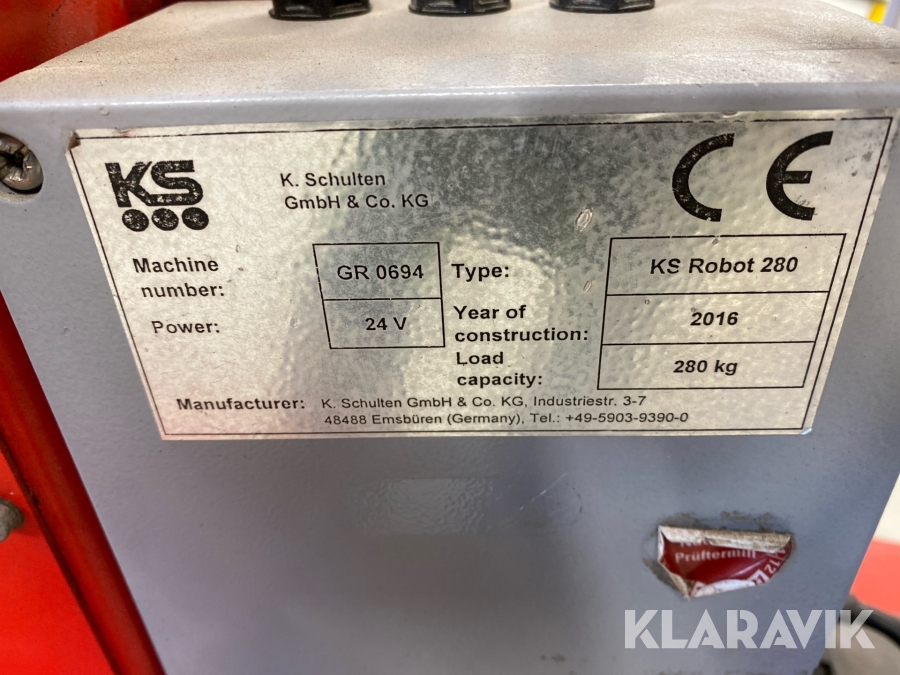 KS
K. Schulten
GmbH & Co. KG
CE
Machine
number:
GR 0694
Type:
KS Robot 280
Power:
24 V
Year of
construction:
2016
Load
capacity:
280 kg
Manufacturer: K. Schulten GmbH & Co. KG, Industriestr. 3-7
48488 Emsbüren (Germany), Tel.: +49-5903-9390-0
Prüftermin
KLARAVIK